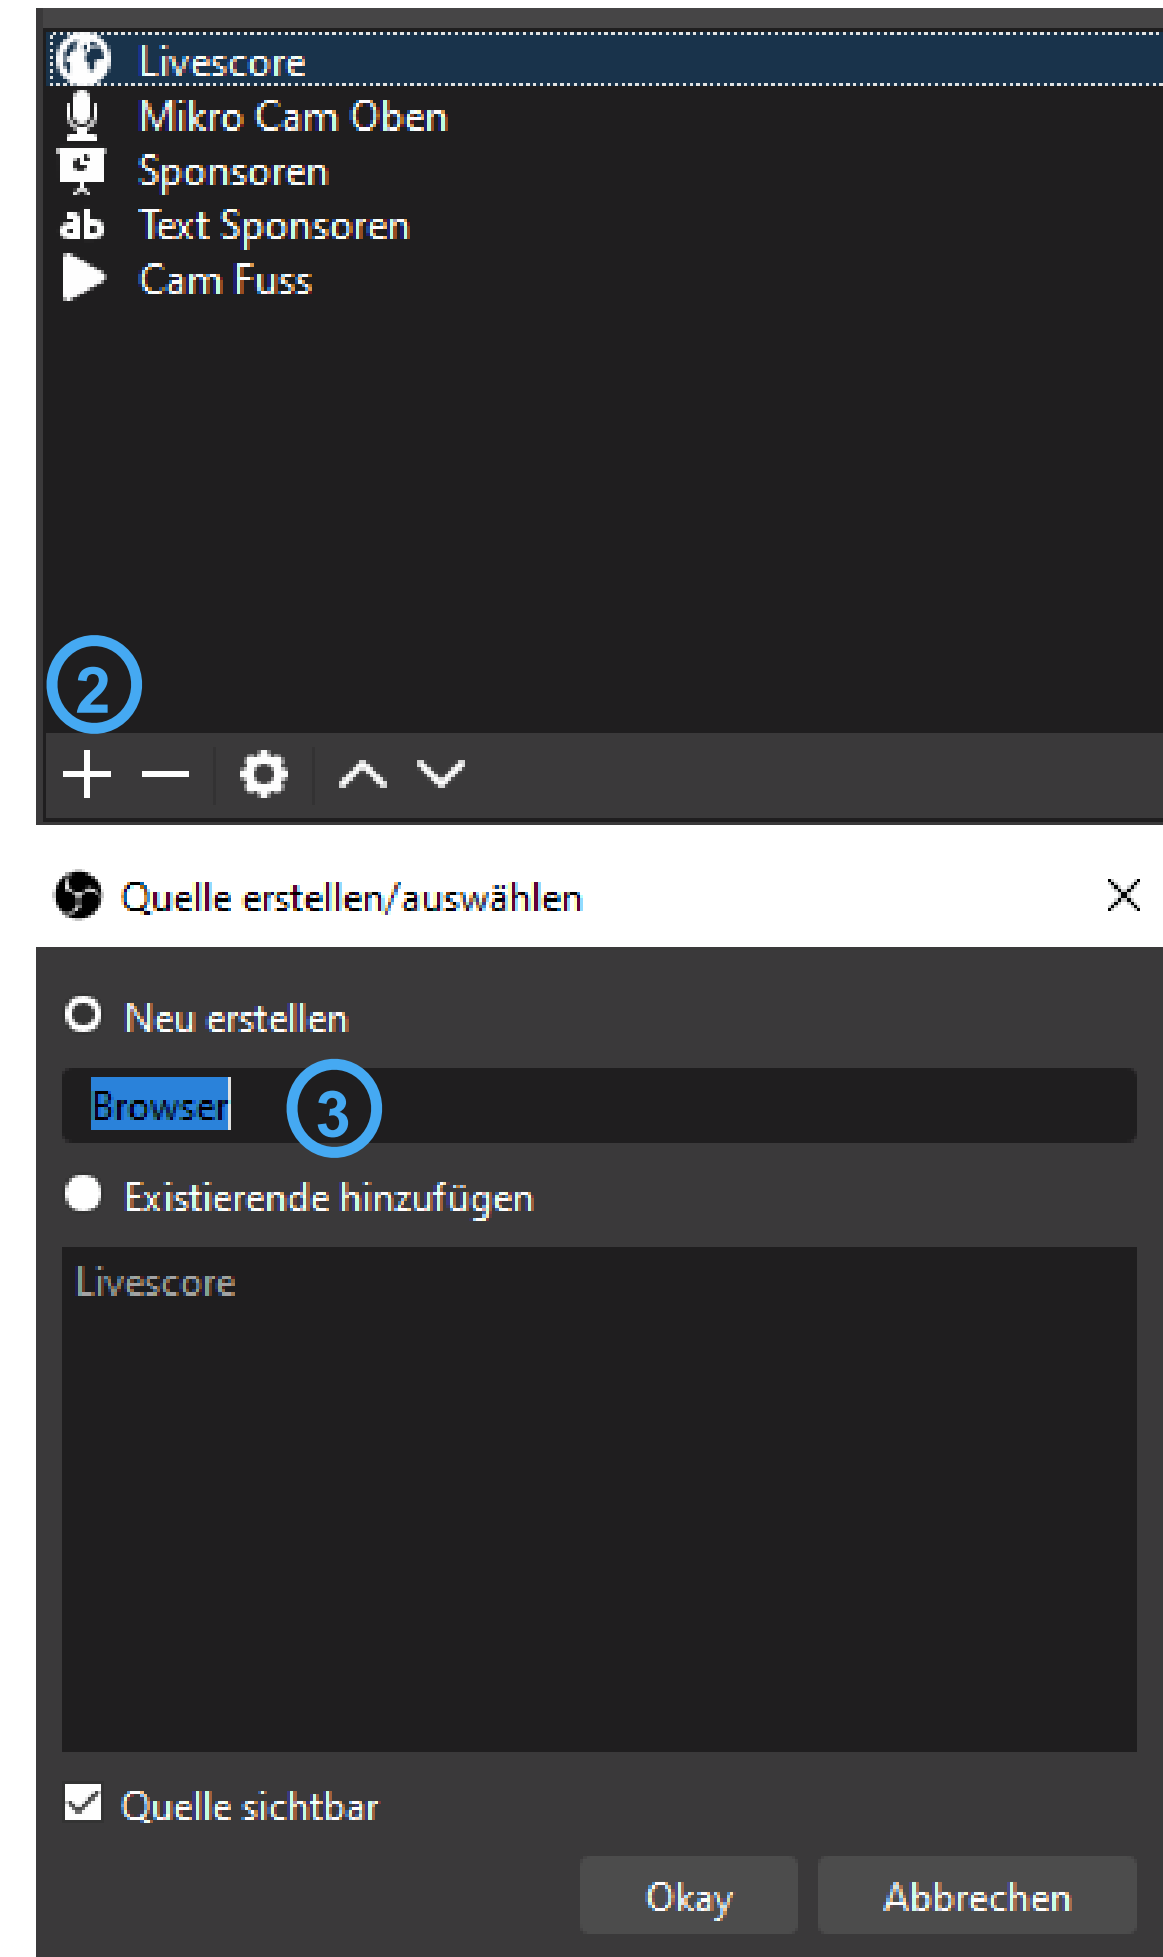 Livescore
Mikro Cam Oben
Sponsoren
ab Text Sponsoren
Cam Fuss
2
Quelle erstellen/auswählen
Neu erstellen
Browser 3
Existierende hinzufügen
Livescore
Quelle sichtbar
Okay Abbrechen